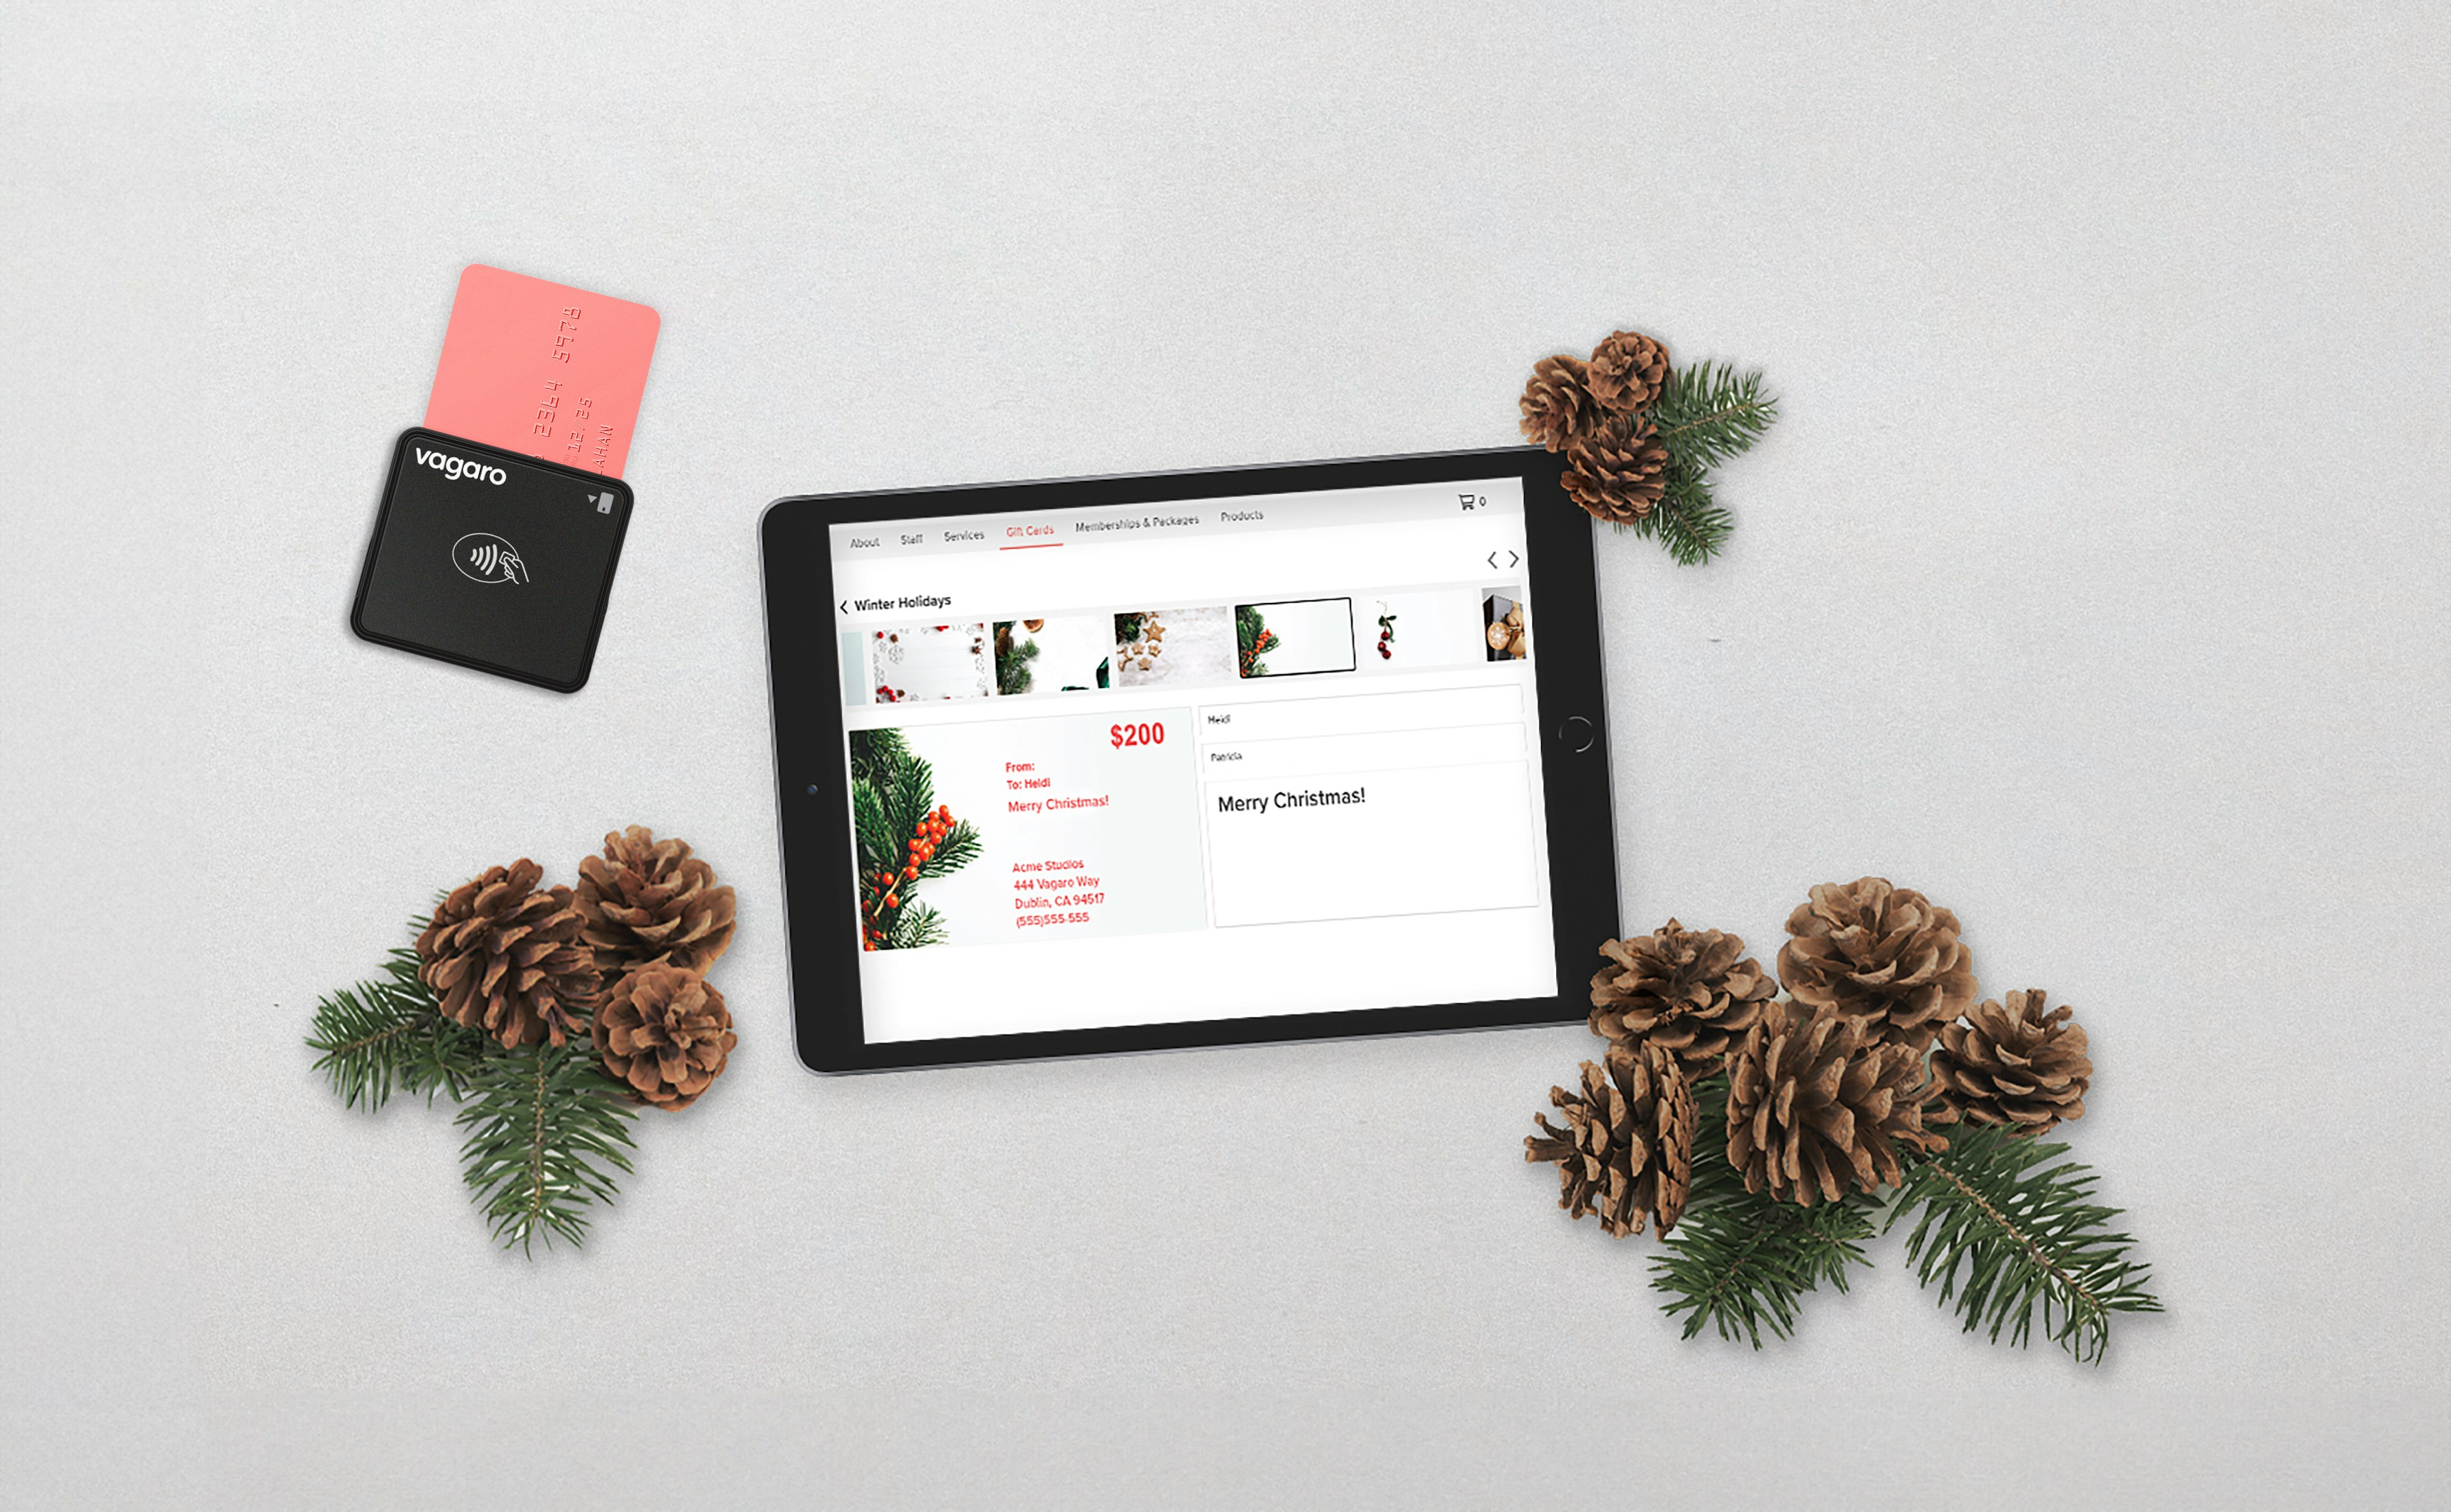 2364 5978
12.25
LAHAN
vagaro
About Staff Services Gift Cards Memberships & Packages Products 0
Winter Holidays
$200
From:
To: Heidi
Merry Christmas!
Acme Studios
444 Vagaro Way
Dublin, CA 94517
(555)555-555
Heidi
Patricia
Merry Christmas!